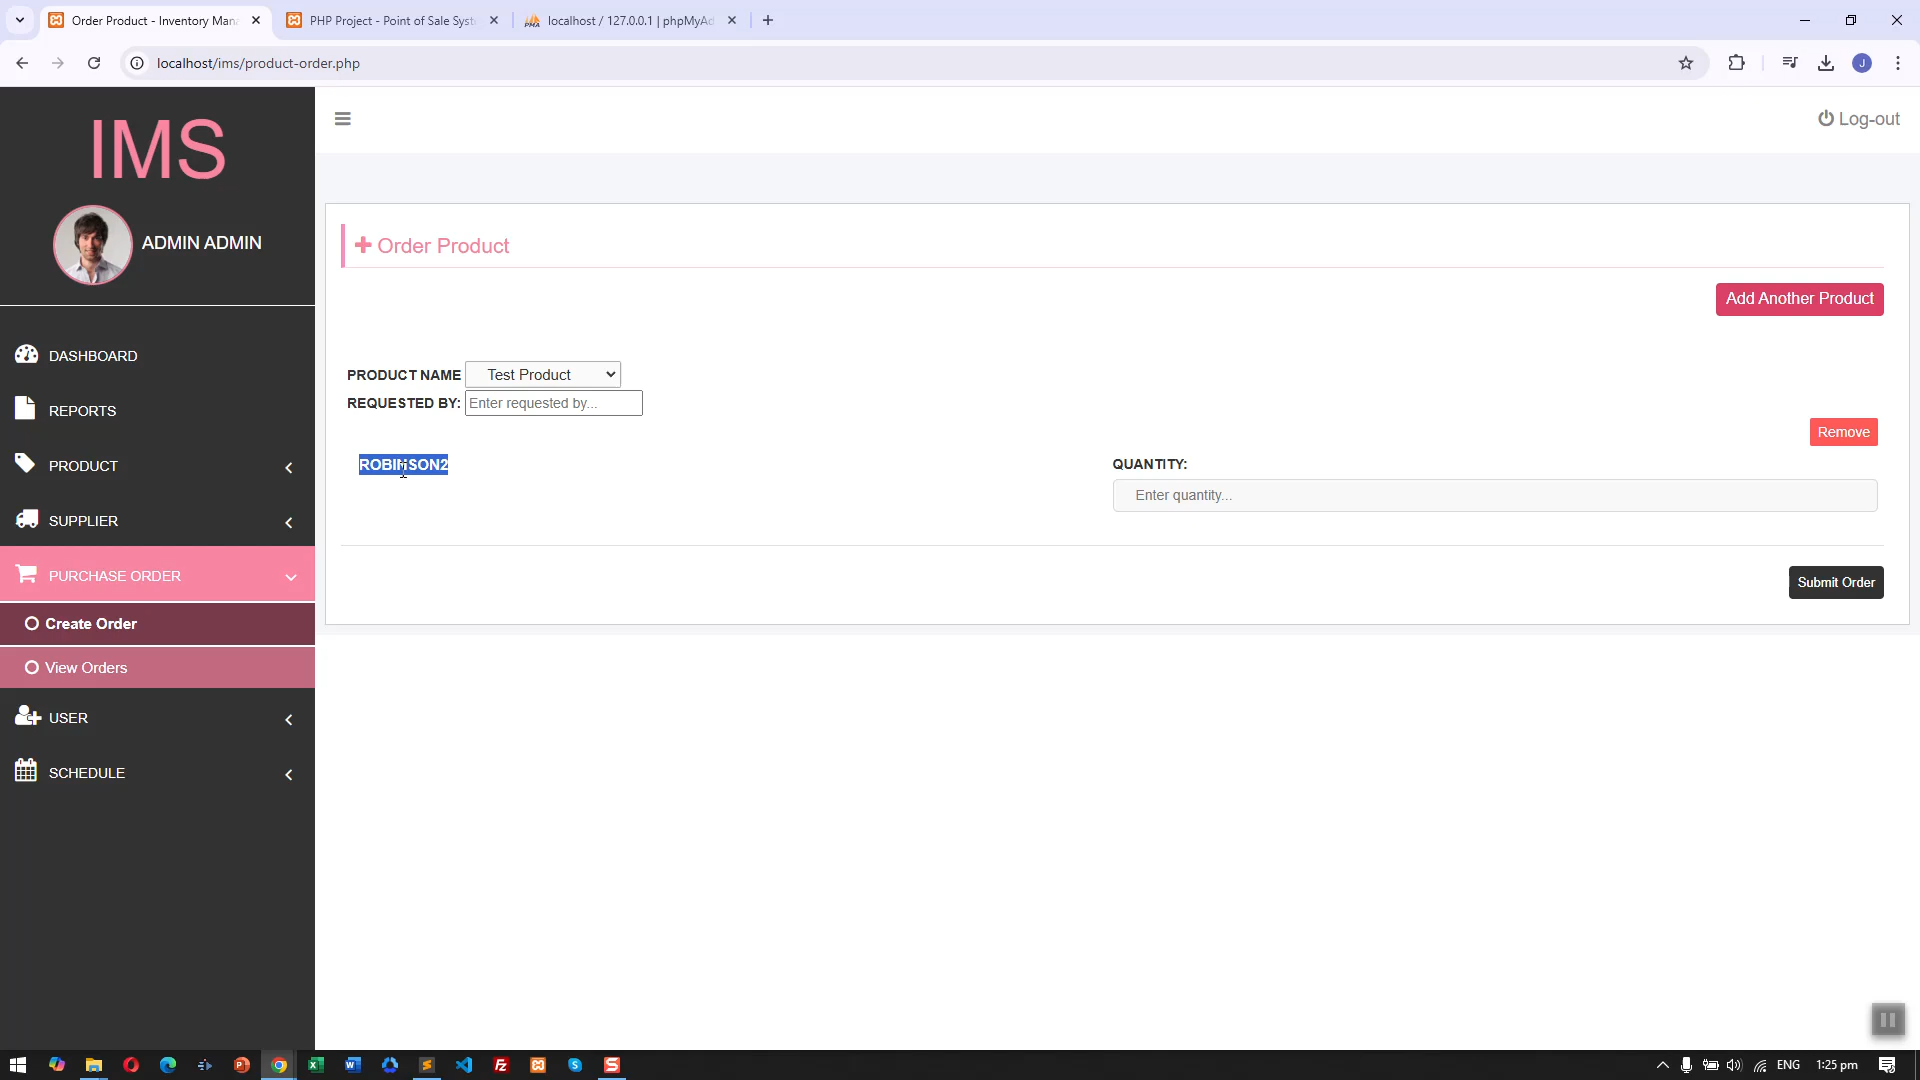 Order Product - Inventory Man
PHP Project - Point of Sale Syst
localhost / 127.0.0.1 | phpMyAd
localhost/ims/product-order.php
J
IMS
ADMIN ADMIN
Log-out
Order Product
Add Another Product
DASHBOARD
REPORTS
PRODUCT
SUPPLIER
PURCHASE ORDER
Create Order
View Orders
USER
SCHEDULE
PRODUCT NAME Test Product
REQUESTED BY: Enter requested by...
Remove
ROBINSON2
QUANTITY:
Enter quantity...
Submit Order
ENG
1:25 pm